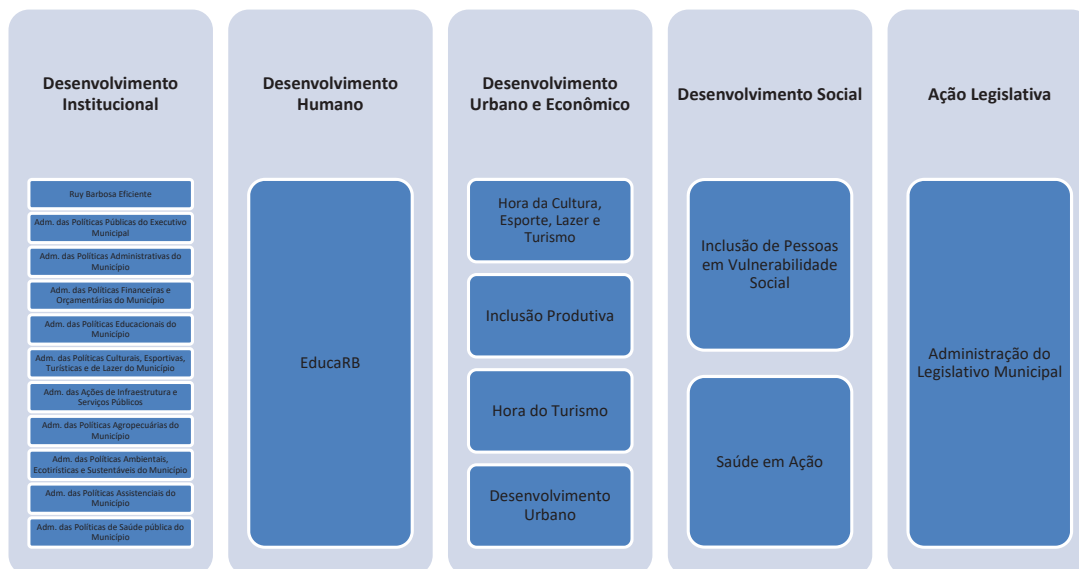 Desenvolvimento
Institucional
Ruy Barbosa Eficiente
Adm. das Políticas Públicas do Executivo
Municipal
Adm. das Políticas Administrativas do
Município
Adm. das Políticas Financeiras e
Orçamentárias do Município
Adm. das Políticas Educacionais do
Município
Adm. das Políticas Culturais, Esportivas,
Turísticas e de Lazer do Município
Adm. das Ações de Infraestrutura e
Serviços Públicos
Adm. das Políticas Agropecuárias do
Município
Adm. das Políticas Ambientais,
Ecotirísticas e Sustentáveis do Município
Adm. das Políticas Assistenciais do
Município
Adm. das Políticas de Saúde pública do
Município
Desenvolvimento
Humano
EducaRB
Desenvolvimento
Urbano e Econômico
Hora da Cultura,
Esporte, Lazer e
Turismo
Inclusão Produtiva
Hora do Turismo
Desenvolvimento
Urbano
Desenvolvimento Social
Inclusão de Pessoas
em Vulnerabilidade
Social
Saúde em Ação
Ação Legislativa
Administração do
Legislativo Municipal